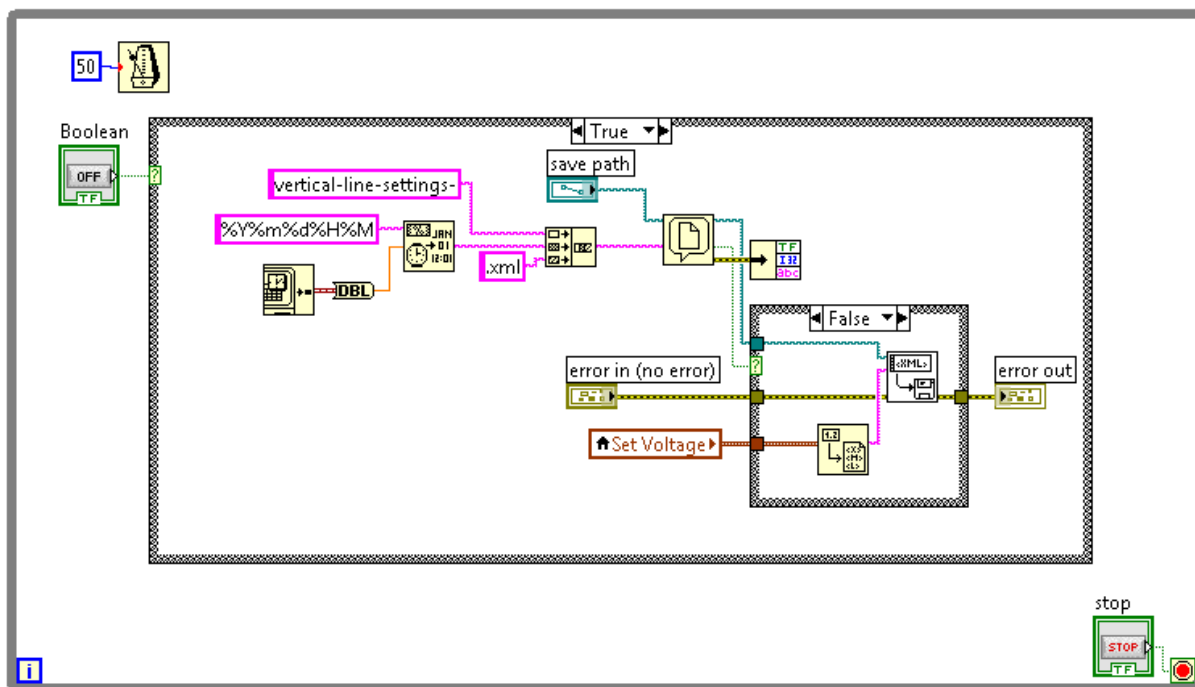 50
Boolean
OFF
TF
True
save path
vertical-line-settings-
%Y%m%d%H%M
JAN
01
12:01
.xml
DBL
TF
I32
abc
False
?
?
error in (no error)
<XML>
error out
Set Voltage
1.2
<X>
<M>
<L>
stop
STOP
TF
i